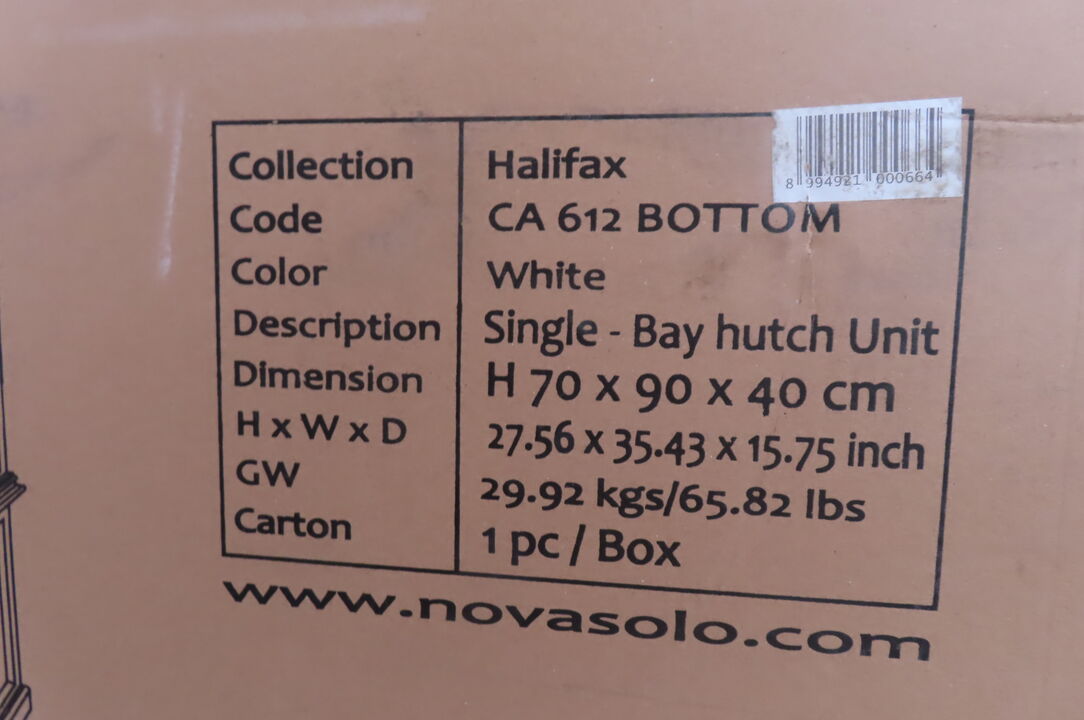 8 994921 000664
Collection Halifax
Code CA 612 BOTTOM
Color White
Description Single - Bay hutch Unit
Dimension H 70 x 90 x 40 cm
H x W x D 27.56 x 35.43 x 15.75 inch
GW 29.92 kgs/65.82 lbs
Carton 1 pc / Box
www.novasolo.com